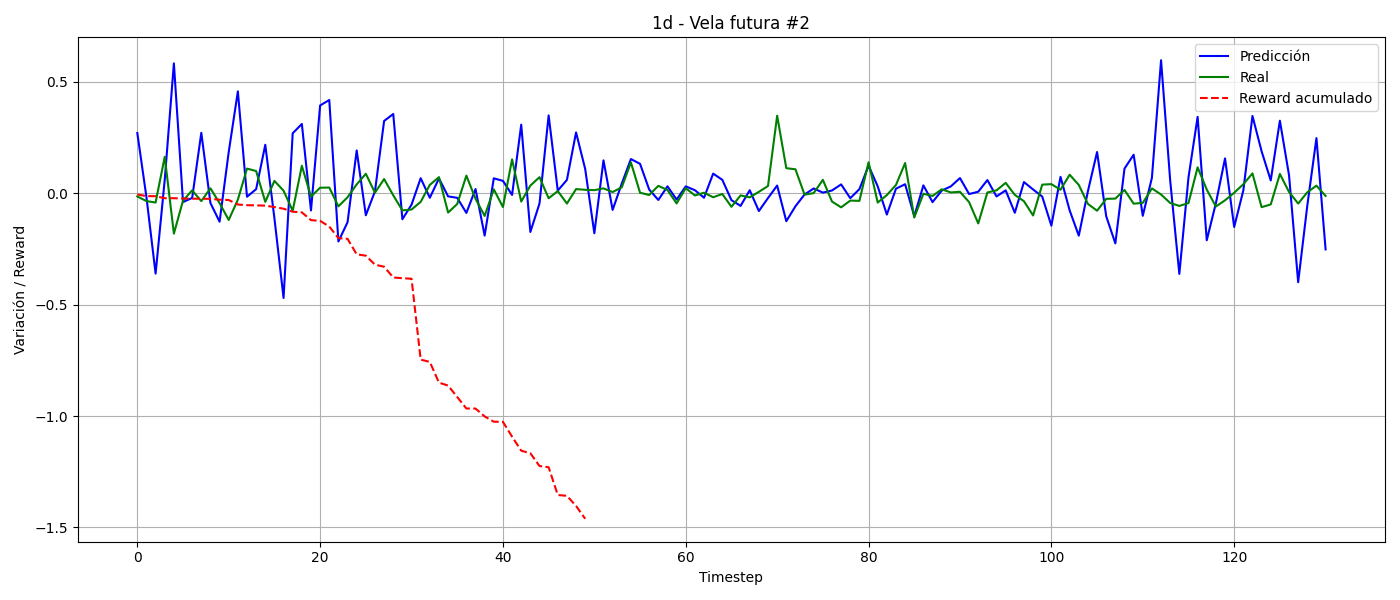 1d - Vela futura #2
Predicción
Real
Reward acumulado
Variación / Reward
0.5
0.0
−0.5
−1.0
−1.5
0 20 40 60 80 100 120
Timestep